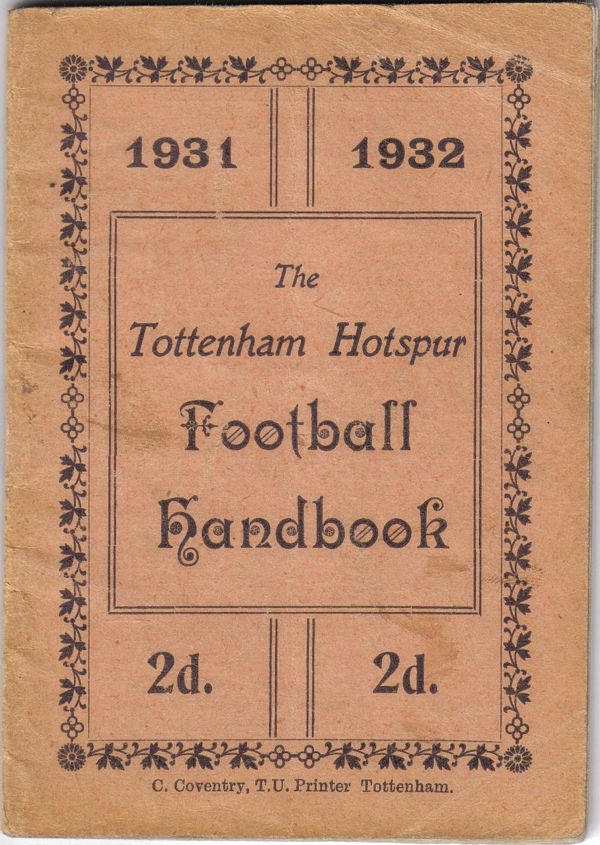 1931 1932
The
Tottenham Hotspur
Football
Handbook
2d. 2d.
C. Coventry, T.U. Printer Tottenham.